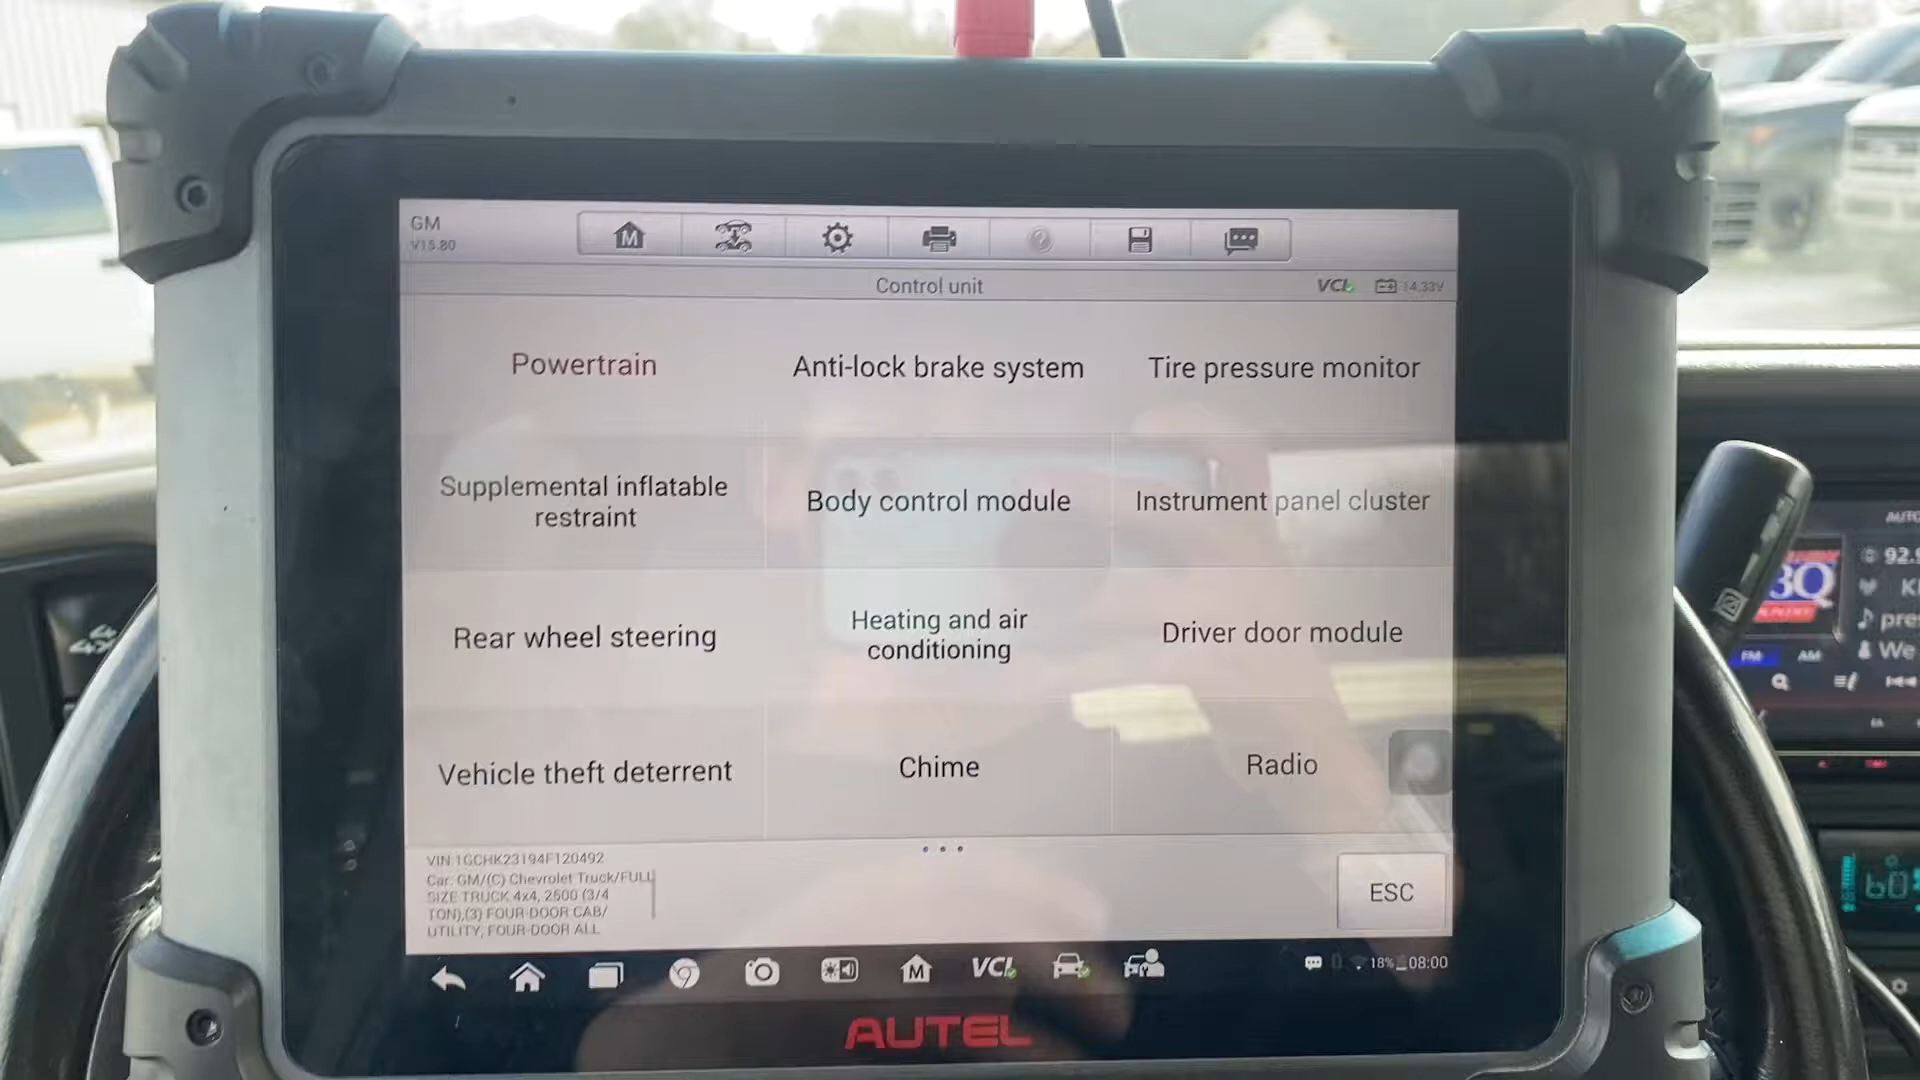 GM
V15.80
Control unit
VCI
14.33V
Powertrain
Anti-lock brake system
Tire pressure monitor
Supplemental inflatable
restraint
Body control module
Instrument panel cluster
Rear wheel steering
Heating and air
conditioning
Driver door module
Vehicle theft deterrent
Chime
Radio
VIN:1GCHK23194F120492
Car: GM/(C) Chevrolet Truck/FULL
SIZE TRUCK 4x4, 2500 (3/4
TON),(3) FOUR-DOOR CAB/
UTILITY, FOUR-DOOR ALL
ESC
M
VCI
18%
08:00
AUTEL
FM
AM
We